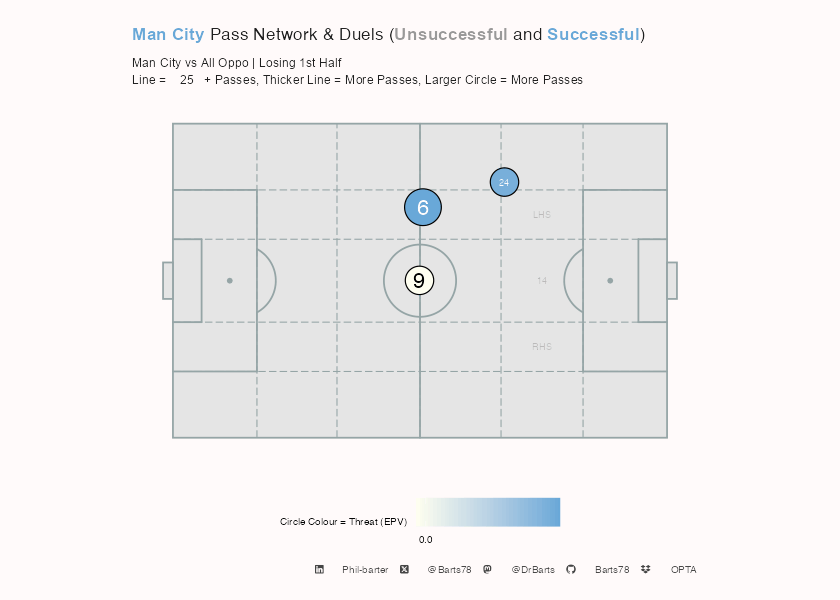 Man City Pass Network & Duels (Unsuccessful and Successful)
Man City vs All Oppo | Losing 1st Half
Line = 25 + Passes, Thicker Line = More Passes, Larger Circle = More Passes
24
6
LHS
9
14
RHS
Circle Colour = Threat (EPV)
0.0
Phil-barter @Barts78 @DrBarts Barts78 OPTA